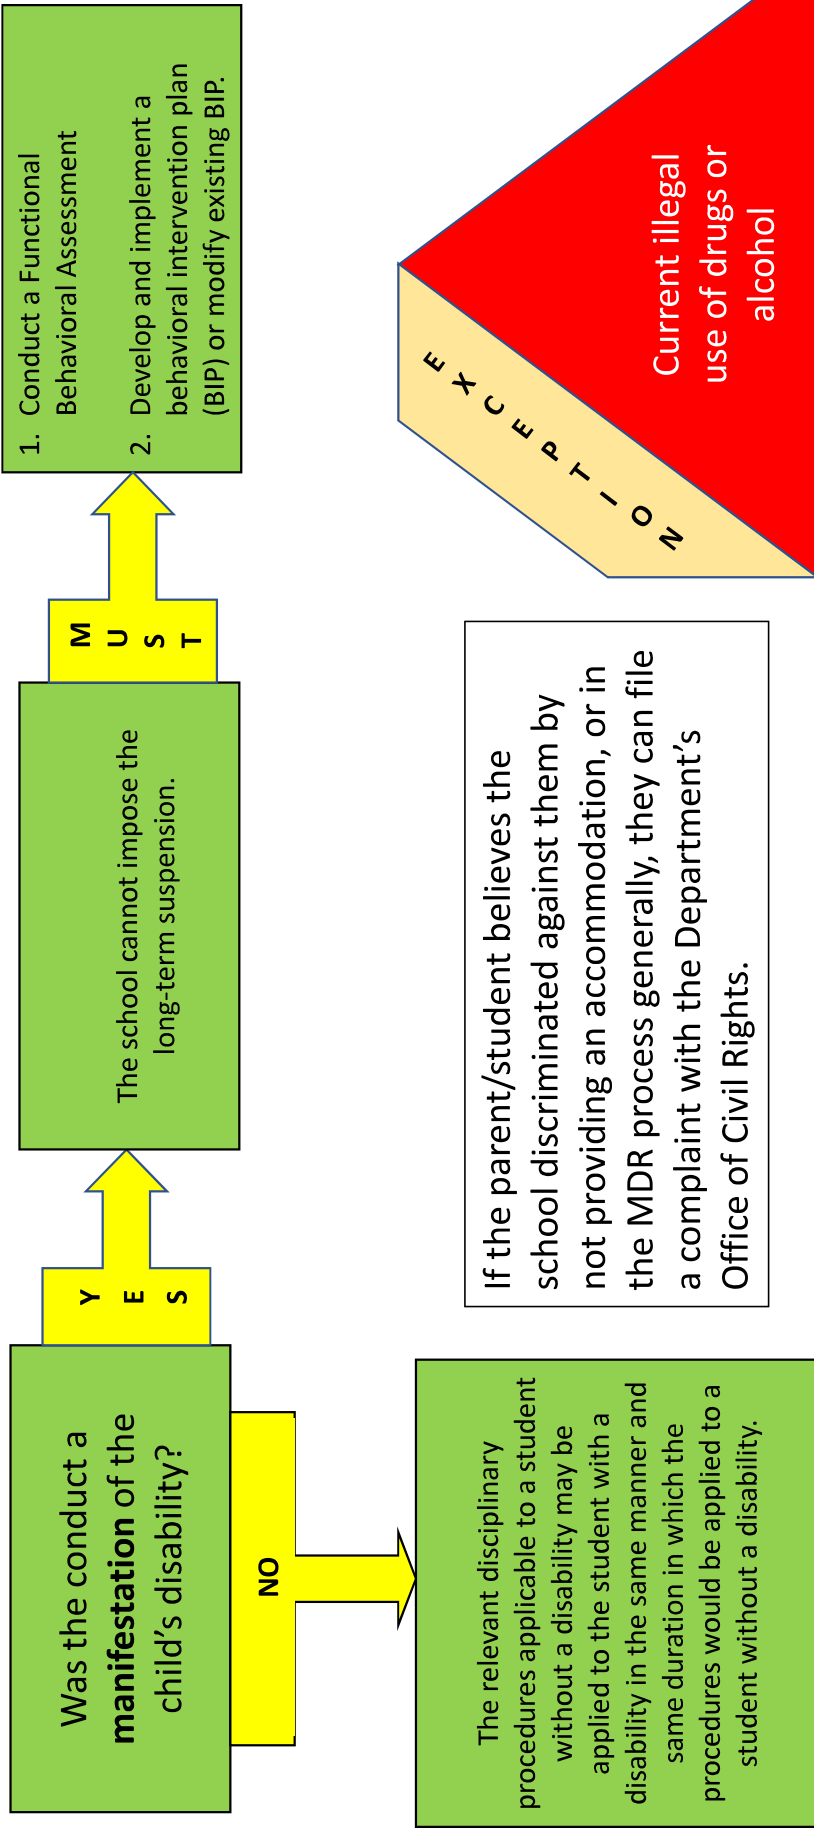 Was the conduct a
manifestation of the
child's disability?
YES
The school cannot impose the
long-term suspension.
MUST
1. Conduct a Functional
Behavioral Assessment
2. Develop and implement a
behavioral intervention plan
(BIP) or modify existing BIP.
NO
The relevant disciplinary
procedures applicable to a student
without a disability may be
applied to the student with a
disability in the same manner and
same duration in which the
procedures would be applied to a
student without a disability.
If the parent/student believes the
school discriminated against them by
not providing an accommodation, or in
the MDR process generally, they can file
a complaint with the Department's
Office of Civil Rights.
EXCEPTION
Current illegal
use of drugs or
alcohol